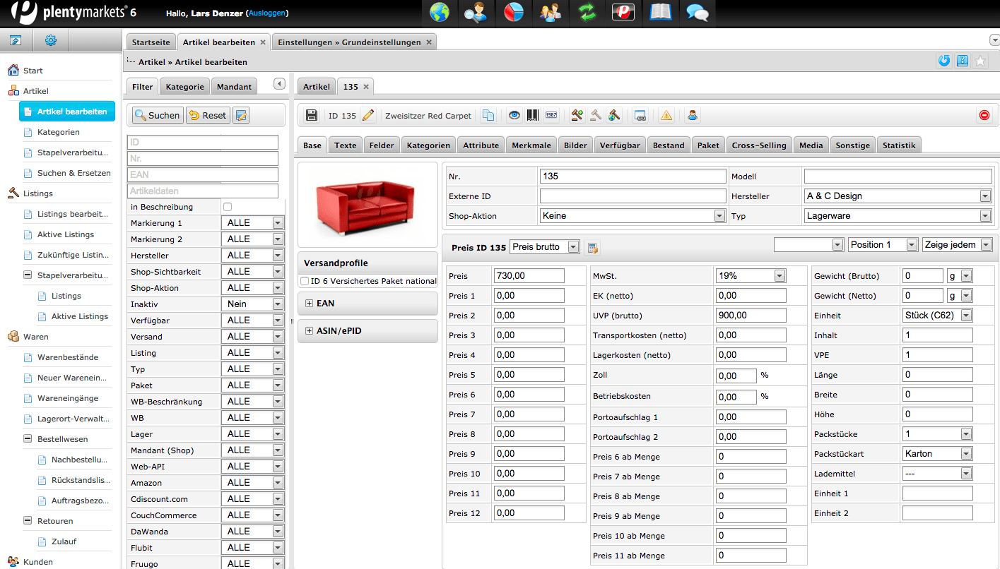 plentymarkets® 6
Hallo, Lars Denzer (Ausloggen)
Startseite
Artikel bearbeiten
Einstellungen » Grundeinstellungen
Artikel » Artikel bearbeiten
Start
Artikel
Artikel bearbeiten
Kategorien
Stapelverarbeitu...
Suchen & Ersetzen
Listings
Listings bearbeit...
Aktive Listings
Zukünftige Listin...
Stapelverarbeitu...
Listings
Aktive Listings
Waren
Warenbestände
Neuer Warenein...
Wareneingänge
Lagerort-Verwalt...
Bestellwesen
Nachbestellu...
Rückstandslis...
Auftragsbezo...
Retouren
Zulauf
Kunden
Filter
Kategorie
Mandant
Suchen
Reset
ID
Nr.
EAN
Artikeldaten
in Beschreibung
Markierung 1 ALLE
Markierung 2 ALLE
Hersteller ALLE
Shop-Sichtbarkeit ALLE
Shop-Aktion ALLE
Inaktiv Nein
Verfügbar ALLE
Versand ALLE
Listing ALLE
Typ ALLE
Paket ALLE
WB-Beschränkung ALLE
WB ALLE
Lager ALLE
Mandant (Shop) ALLE
Web-API ALLE
Amazon ALLE
Cdiscount.com ALLE
CouchCommerce ALLE
DaWanda ALLE
Flubit ALLE
Fruugo ALLE
Artikel
135
ID 135
Zweisitzer Red Carpet
1367
Base
Texte
Felder
Kategorien
Attribute
Merkmale
Bilder
Verfügbar
Bestand
Paket
Cross-Selling
Media
Sonstige
Statistik
Versandprofile
ID 6 Versichertes Paket national
EAN
ASIN/ePID
Nr. 135
Modell
Externe ID
Hersteller A & C Design
Shop-Aktion Keine
Typ Lagerware
Preis ID 135 Preis brutto
Position 1
Zeige jedem
Preis 730,00
Preis 1 0,00
Preis 2 0,00
Preis 3 0,00
Preis 4 0,00
Preis 5 0,00
Preis 6 0,00
Preis 7 0,00
Preis 8 0,00
Preis 9 0,00
Preis 10 0,00
Preis 11 0,00
Preis 12 0,00
MwSt. 19%
EK (netto) 0,00
UVP (brutto) 900,00
Transportkosten (netto) 0,00
Lagerkosten (netto) 0,00
Zoll 0,00 %
Betriebskosten 0,00 %
Portoaufschlag 1 0,00
Portoaufschlag 2 0,00
Preis 6 ab Menge 0
Preis 7 ab Menge 0
Preis 8 ab Menge 0
Preis 9 ab Menge 0
Preis 10 ab Menge 0
Preis 11 ab Menge 0
Gewicht (Brutto) 0 g
Gewicht (Netto) 0 g
Einheit Stück (C62)
Inhalt 1
VPE 1
Länge 0
Breite 0
Höhe 0
Packstücke 1
Packstückart Karton
Lademittel ---
Einheit 1
Einheit 2